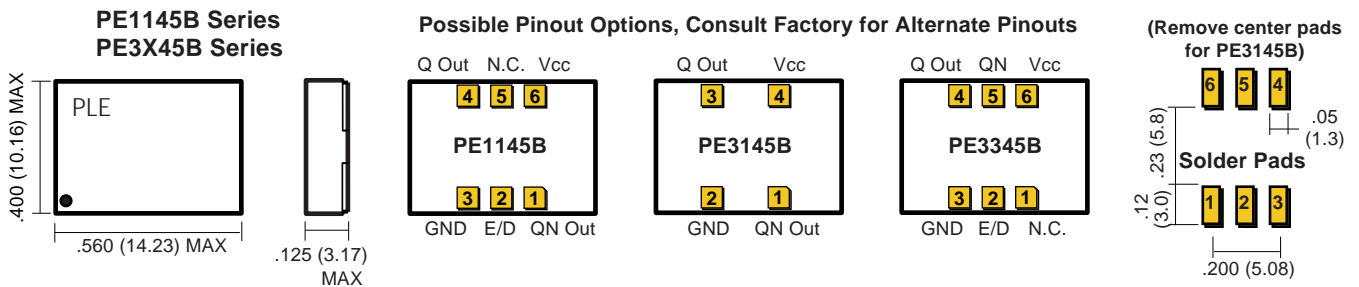 PE1145B Series
PE3X45B Series
Possible Pinout Options, Consult Factory for Alternate Pinouts
(Remove center pads
for PE3145B)
PLE
.400 (10.16) MAX
.560 (14.23) MAX
.125 (3.17)
MAX
Q Out N.C. Vcc
4 5 6
PE1145B
3 2 1
GND E/D QN Out
Q Out Vcc
3 4
PE3145B
2 1
GND QN Out
Q Out QN Vcc
4 5 6
PE3345B
3 2 1
GND E/D N.C.
6 5 4
.05
(1.3)
.23 (5.8)
Solder Pads
.12
(3.0)
1 2 3
.200 (5.08)